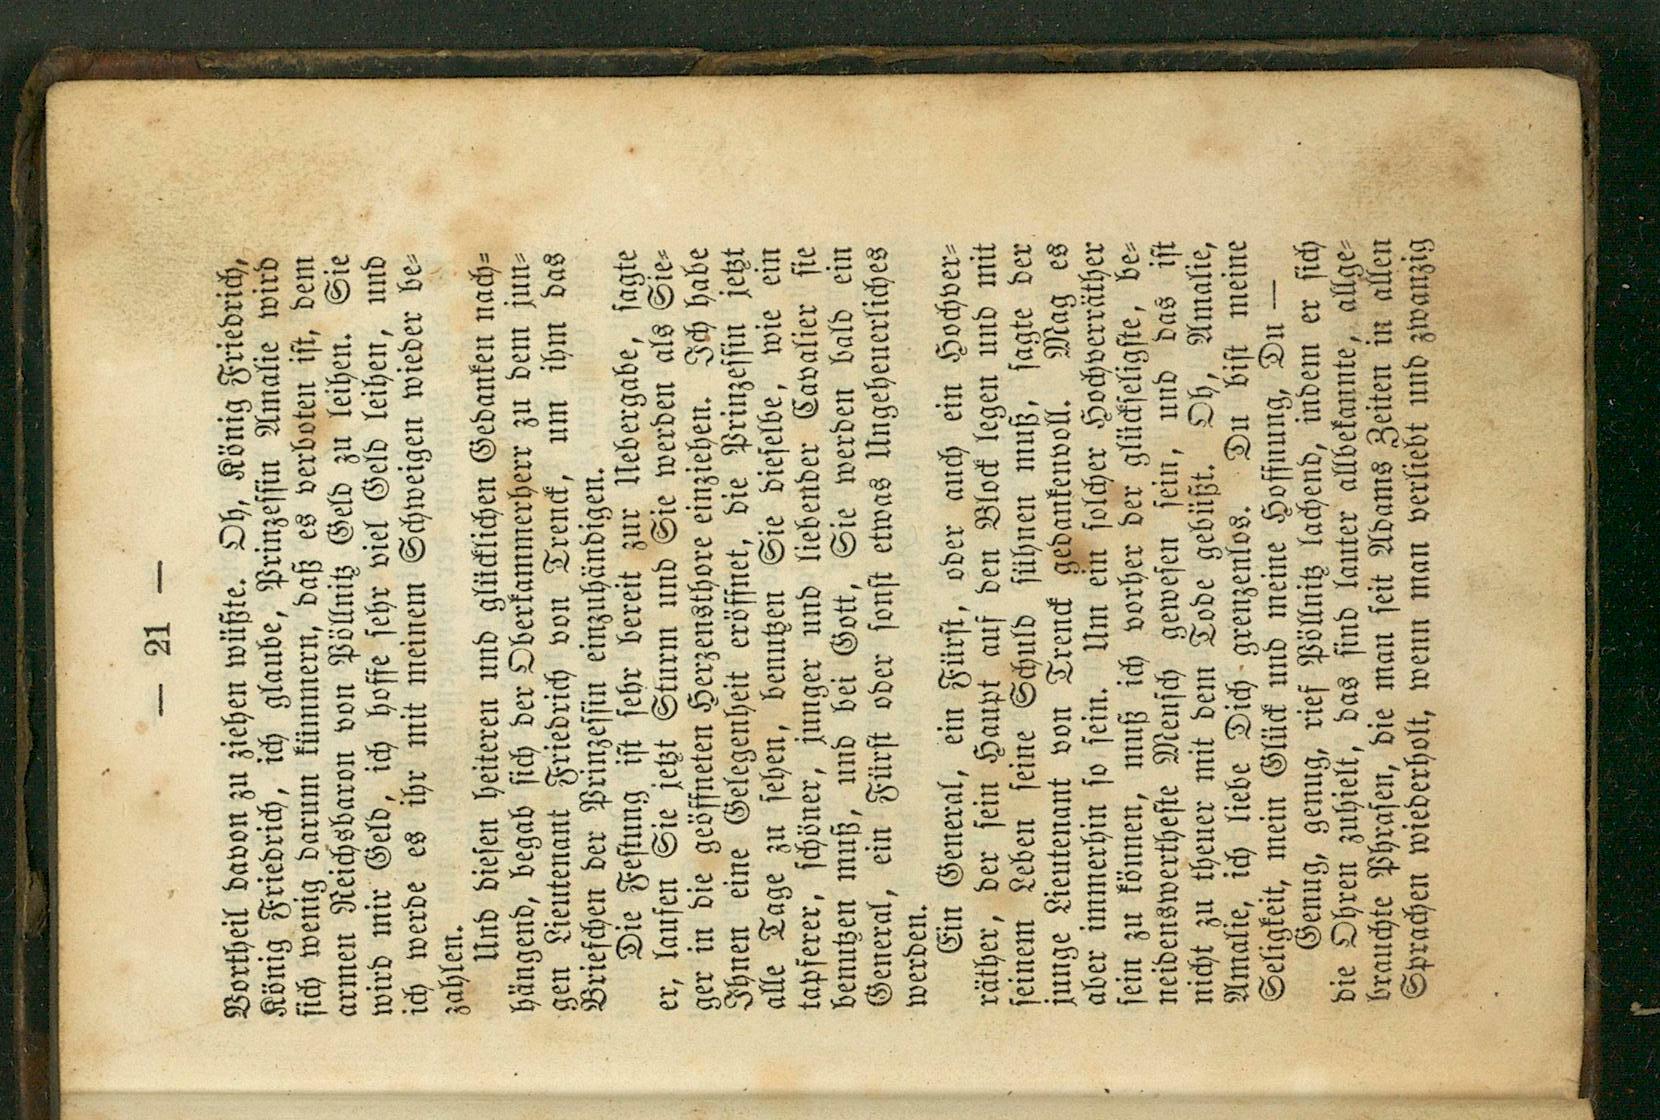 — 21 —
Vortheil davon zu ziehen wüßte. Oh, König Friedrich,
König Friedrich, ich glaube, Prinzessin Amalie wird
sich wenig darum kümmern, daß es verboten ist, dem
armen Reichsbaron von Pöllnitz Geld zu leihen. Sie
wird mir Geld, ich hoffe sehr viel Geld leihen, und
ich werde es ihr mit meinem Schweigen wieder be=
zahlen.
Und diesen heiteren und glücklichen Gedanken nach=
hängend, begab sich der Oberkammerherr zu dem jun=
gen Lieutenant Friedrich von Trenck, um ihm das
Briefchen der Prinzessin einzuhändigen.
Die Festung ist sehr bereit zur Uebergabe, sagte
er, laufen Sie jetzt Sturm und Sie werden als Sie=
ger in die geöffneten Herzensthore einziehen. Ich habe
Ihnen eine Gelegenheit eröffnet, die Prinzessin jetzt
alle Tage zu sehen, benutzen Sie dieselbe, wie ein
tapferer, schöner, junger und liebender Cavalier sie
benutzen muß, und bei Gott, Sie werden bald ein
General, ein Fürst oder sonst etwas Ungeheuerliches
werden.
Ein General, ein Fürst, oder auch ein Hochver=
räther, der sein Haupt auf den Block legen und mit
seinem Leben seine Schuld sühnen muß, sagte der
junge Lieutenant von Trenck gedankenvoll. Mag es
aber immerhin so sein. Um ein solcher Hochverräther
sein zu können, muß ich vorher der glückseligste, be=
neidenswertheste Mensch gewesen sein, und das ist
nicht zu theuer mit dem Tode gebüßt. Oh, Amalie,
Amalie, ich liebe Dich grenzenlos. Du bist meine
Seligkeit, mein Glück und meine Hoffnung, Du —
Genug, genug, rief Pöllnitz lachend, indem er sich
die Ohren zuhielt, das sind lauter allbekannte, allge=
brauchte Phrasen, die man seit Adams Zeiten in allen
Sprachen wiederholt, wenn man verliebt und zwanzig